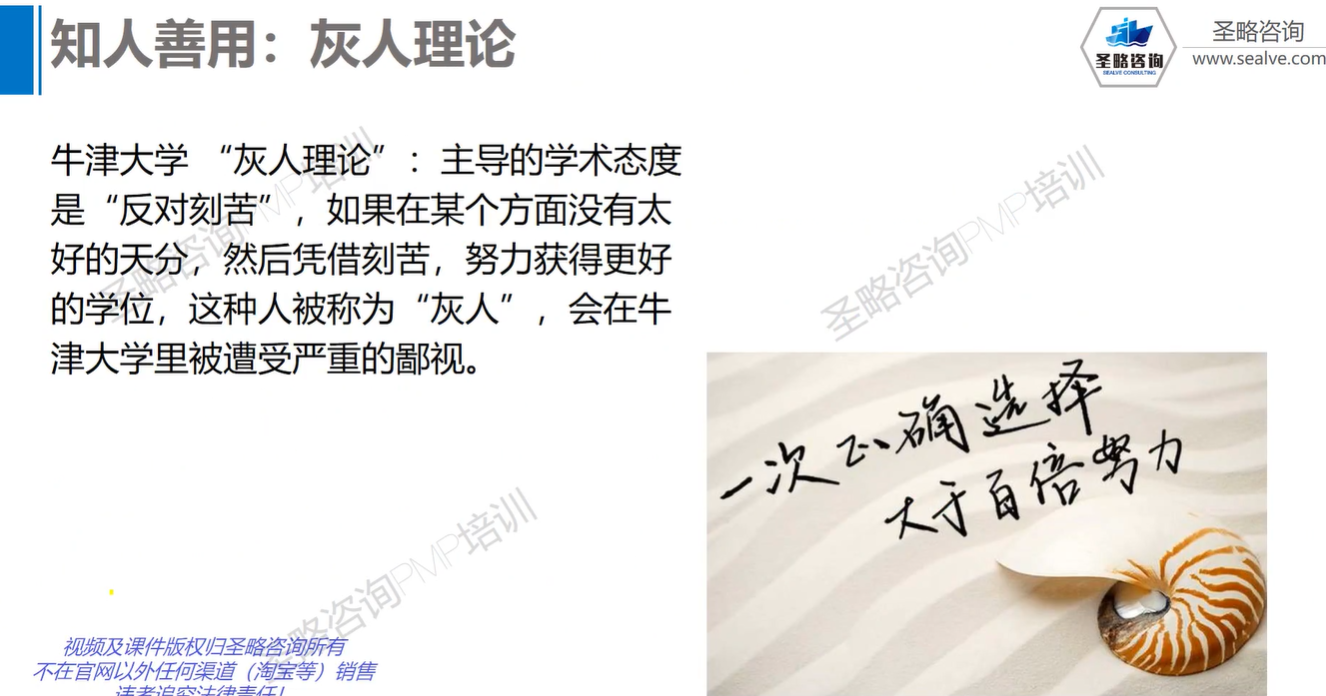 知人善用：灰人理论
圣略咨询
SEALVE CONSULTING
圣略咨询
www.sealve.com
牛津大学 “灰人理论”：主导的学术态度
是“反对刻苦”，如果在某个方面没有太
好的天分，然后凭借刻苦，努力获得更好
的学位，这种人被称为“灰人”，会在牛
津大学里被遭受严重的鄙视。
圣略咨询PMP培训
圣略咨询PMP培训
一次正确选择
大于百倍努力
圣略咨询PMP培训
视频及课件版权归圣略咨询所有
不在官网以外任何渠道（淘宝等）销售
违者追究法律责任！